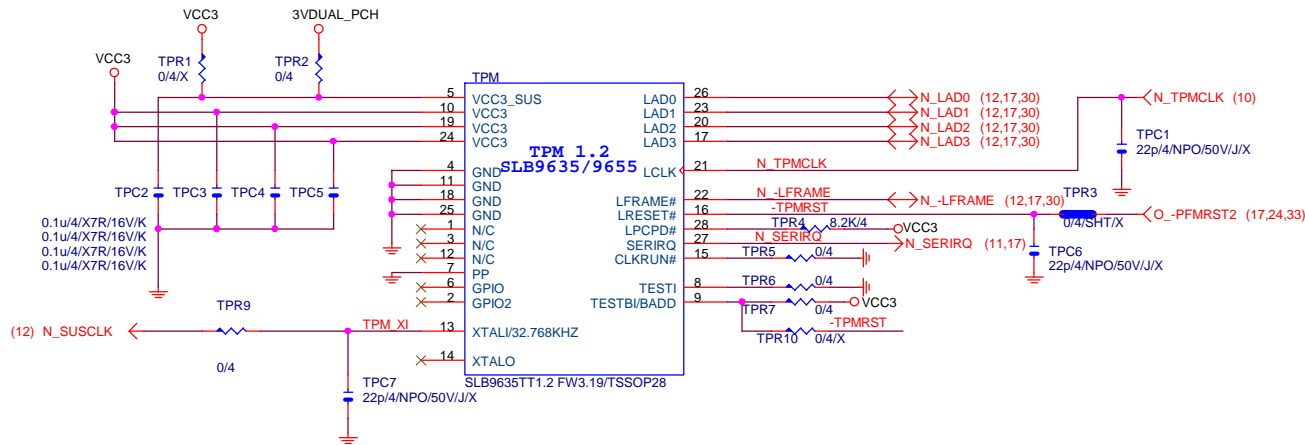 VCC3
3VDUAL_PCH
VCC3
TPR1
0/4/X
TPR2
0/4
TPM
5
VCC3_SUS
10
VCC3
19
VCC3
24
VCC3
4
GND
11
GND
18
GND
25
GND
1
N/C
3
N/C
12
N/C
7
PP
6
GPIO
2
GPIO2
13
XTALI/32.768KHZ
14
XTALO
TPM 1.2
SLB9635/9655
LAD0
26
N_LAD0 (12,17,30)
LAD1
23
N_LAD1 (12,17,30)
LAD2
20
N_LAD2 (12,17,30)
LAD3
17
N_LAD3 (12,17,30)
LCLK
21
N_TPMCLK
N_TPMCLK (10)
TPC1
22p/4/NPO/50V/J/X
LFRAME#
22
N_-LFRAME
N_-LFRAME (12,17,30)
LRESET#
16
-TPMRST
TPR3
0/4/SHT/X
O_-PFMRST2 (17,24,33)
LPCPD#
28
TPR4
8.2K/4
VCC3
SERIRQ
27
N_SERIRQ
N_SERIRQ (11,17)
CLKRUN#
15
TPR5
0/4
TPC6
22p/4/NPO/50V/J/X
TESTI
8
TPR6
0/4
TESTBI/BADD
9
TPR7
0/4
VCC3
TPR10
0/4/X
-TPMRST
TPC2
TPC3
TPC4
TPC5
0.1u/4/X7R/16V/K
0.1u/4/X7R/16V/K
0.1u/4/X7R/16V/K
0.1u/4/X7R/16V/K
TPR9
(12) N_SUSCLK
TPM_XI
0/4
TPC7
22p/4/NPO/50V/J/X
SLB9635TT1.2 FW3.19/TSSOP28